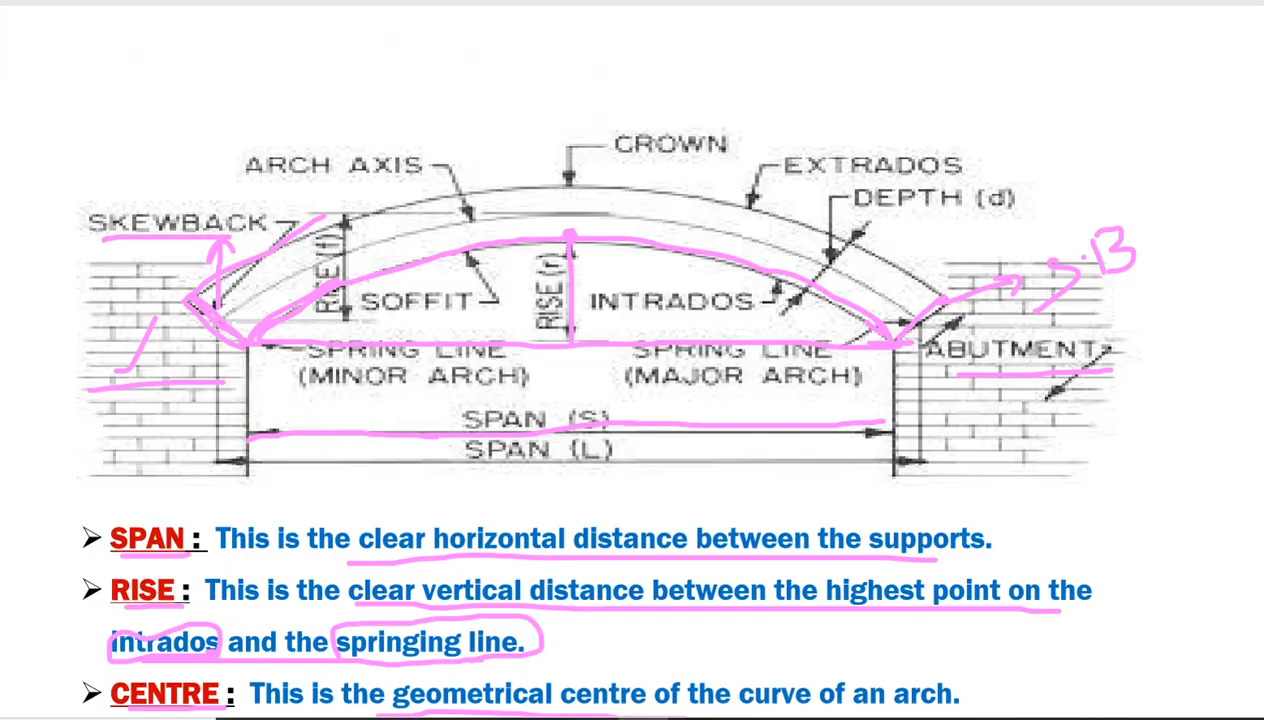 CROWN
ARCH AXIS
EXTRADOS
DEPTH (d)
SKEWBACK
RISE (f)
SOFFIT
RISE (r)
INTRADOS
S.B
SPRING LINE
(MINOR ARCH)
SPRING LINE
(MAJOR ARCH)
ABUTMENT
SPAN (S)
SPAN (L)
➢ SPAN : This is the clear horizontal distance between the supports.
➢ RISE : This is the clear vertical distance between the highest point on the
intrados and the springing line.
➢ CENTRE : This is the geometrical centre of the curve of an arch.